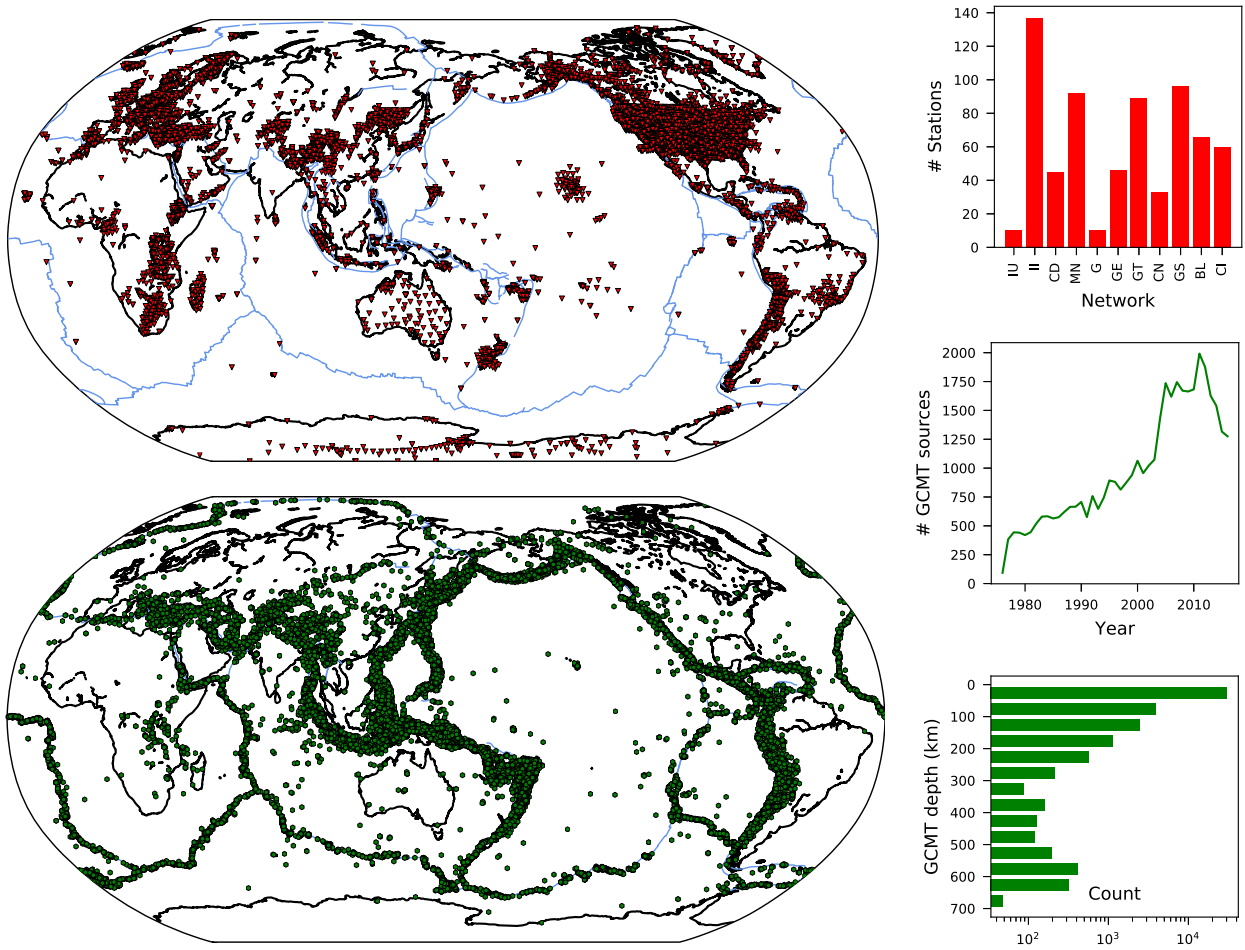 140
120
100
80
60
40
20
0
# Stations
IU II CD MN G GE GT CN GS BL CI
Network
2000
1750
1500
1250
1000
750
500
250
0
# GCMT sources
1980 1990 2000 2010
Year
0
100
200
300
400
500
600
700
GCMT depth (km)
Count
10² 10³ 10⁴